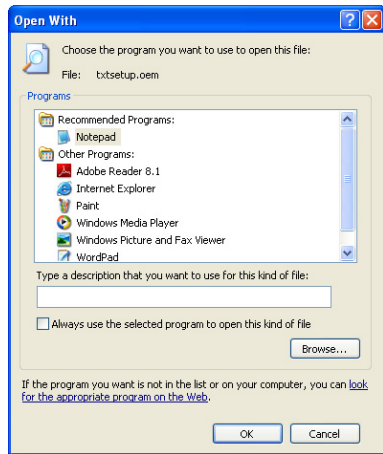 Open With
Choose the program you want to use to open this file:
File: txtsetup.oem
Programs
Recommended Programs:
Notepad
Other Programs:
Adobe Reader 8.1
Internet Explorer
Paint
Windows Media Player
Windows Picture and Fax Viewer
WordPad
Type a description that you want to use for this kind of file:
Always use the selected program to open this kind of file
Browse...
If the program you want is not in the list or on your computer, you can look
for the appropriate program on the Web.
OK Cancel